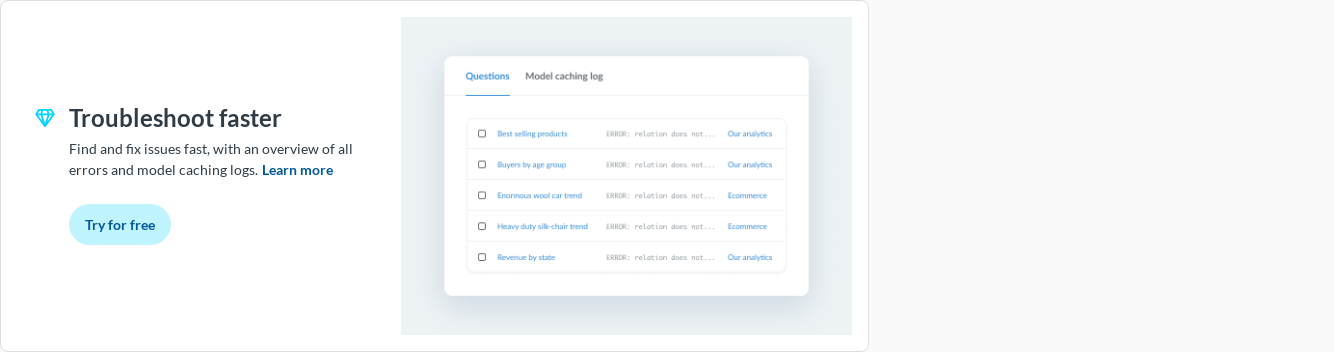 Troubleshoot faster
Find and fix issues fast, with an overview of all
errors and model caching logs. Learn more
Try for free
Questions Model caching log
Best selling products ERROR: relation does not... Our analytics
Buyers by age group ERROR: relation does not... Our analytics
Enormous wool car trend ERROR: relation does not... Ecommerce
Heavy duty silk-chair trend ERROR: relation does not... Ecommerce
Revenue by state ERROR: relation does not... Our analytics